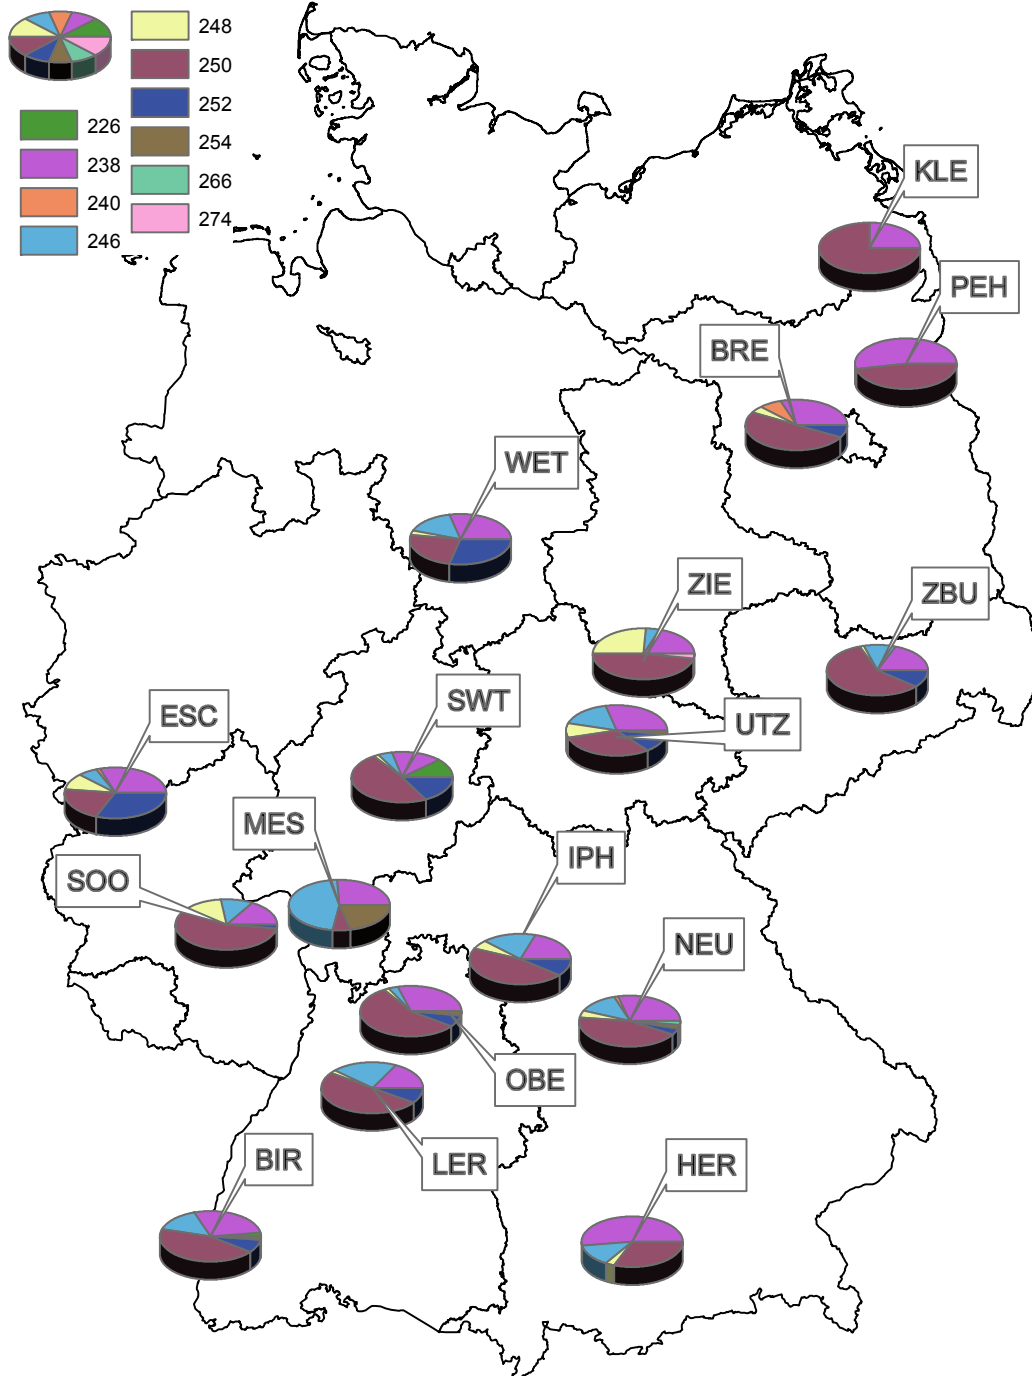 248
250
252
226
254
238
266
240
274
246
KLE
PEH
BRE
WET
ZIE
ZBU
ESC
SWT
UTZ
MES
IPH
SOO
NEU
OBE
BIR
LER
HER